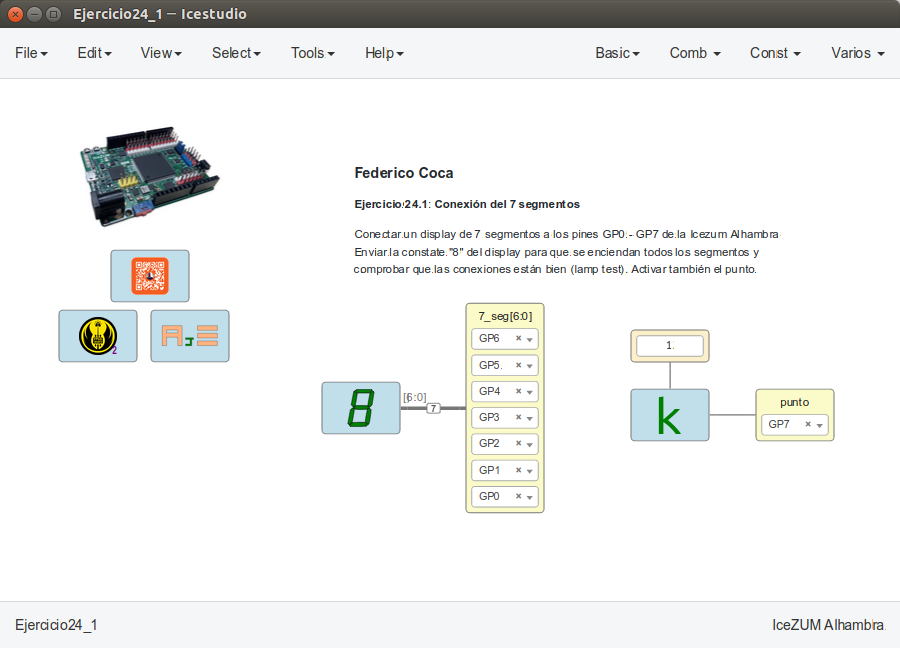 Ejercicio24_1 – Icestudio
File Edit View Select Tools Help Basic Comb Const Varios
Federico Coca
Ejercicio 24.1: Conexión del 7 segmentos
Conectar un display de 7 segmentos a los pines GP0 - GP7 de la Icezum Alhambra
Enviar la constate "8" del display para que se enciendan todos los segmentos y
comprobar que las conexiones están bien (lamp test). Activar también el punto.
2
8
[6:0]
7
7_seg[6:0]
GP6
GP5
GP4
GP3
GP2
GP1
GP0
1
k
punto
GP7
Ejercicio24_1 IceZUM Alhambra